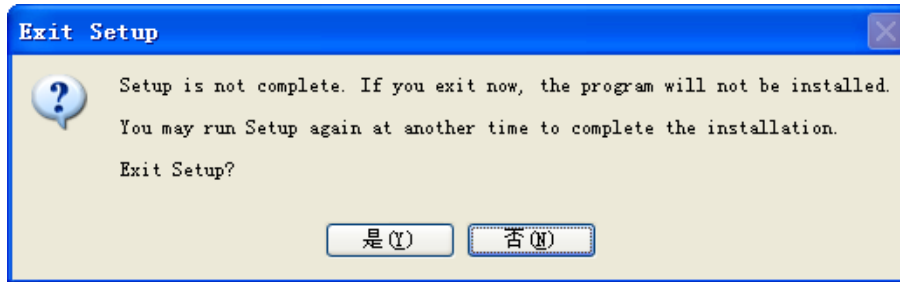 Exit Setup
Setup is not complete. If you exit now, the program will not be installed.
You may run Setup again at another time to complete the installation.
Exit Setup?
是(Y)
否(N)